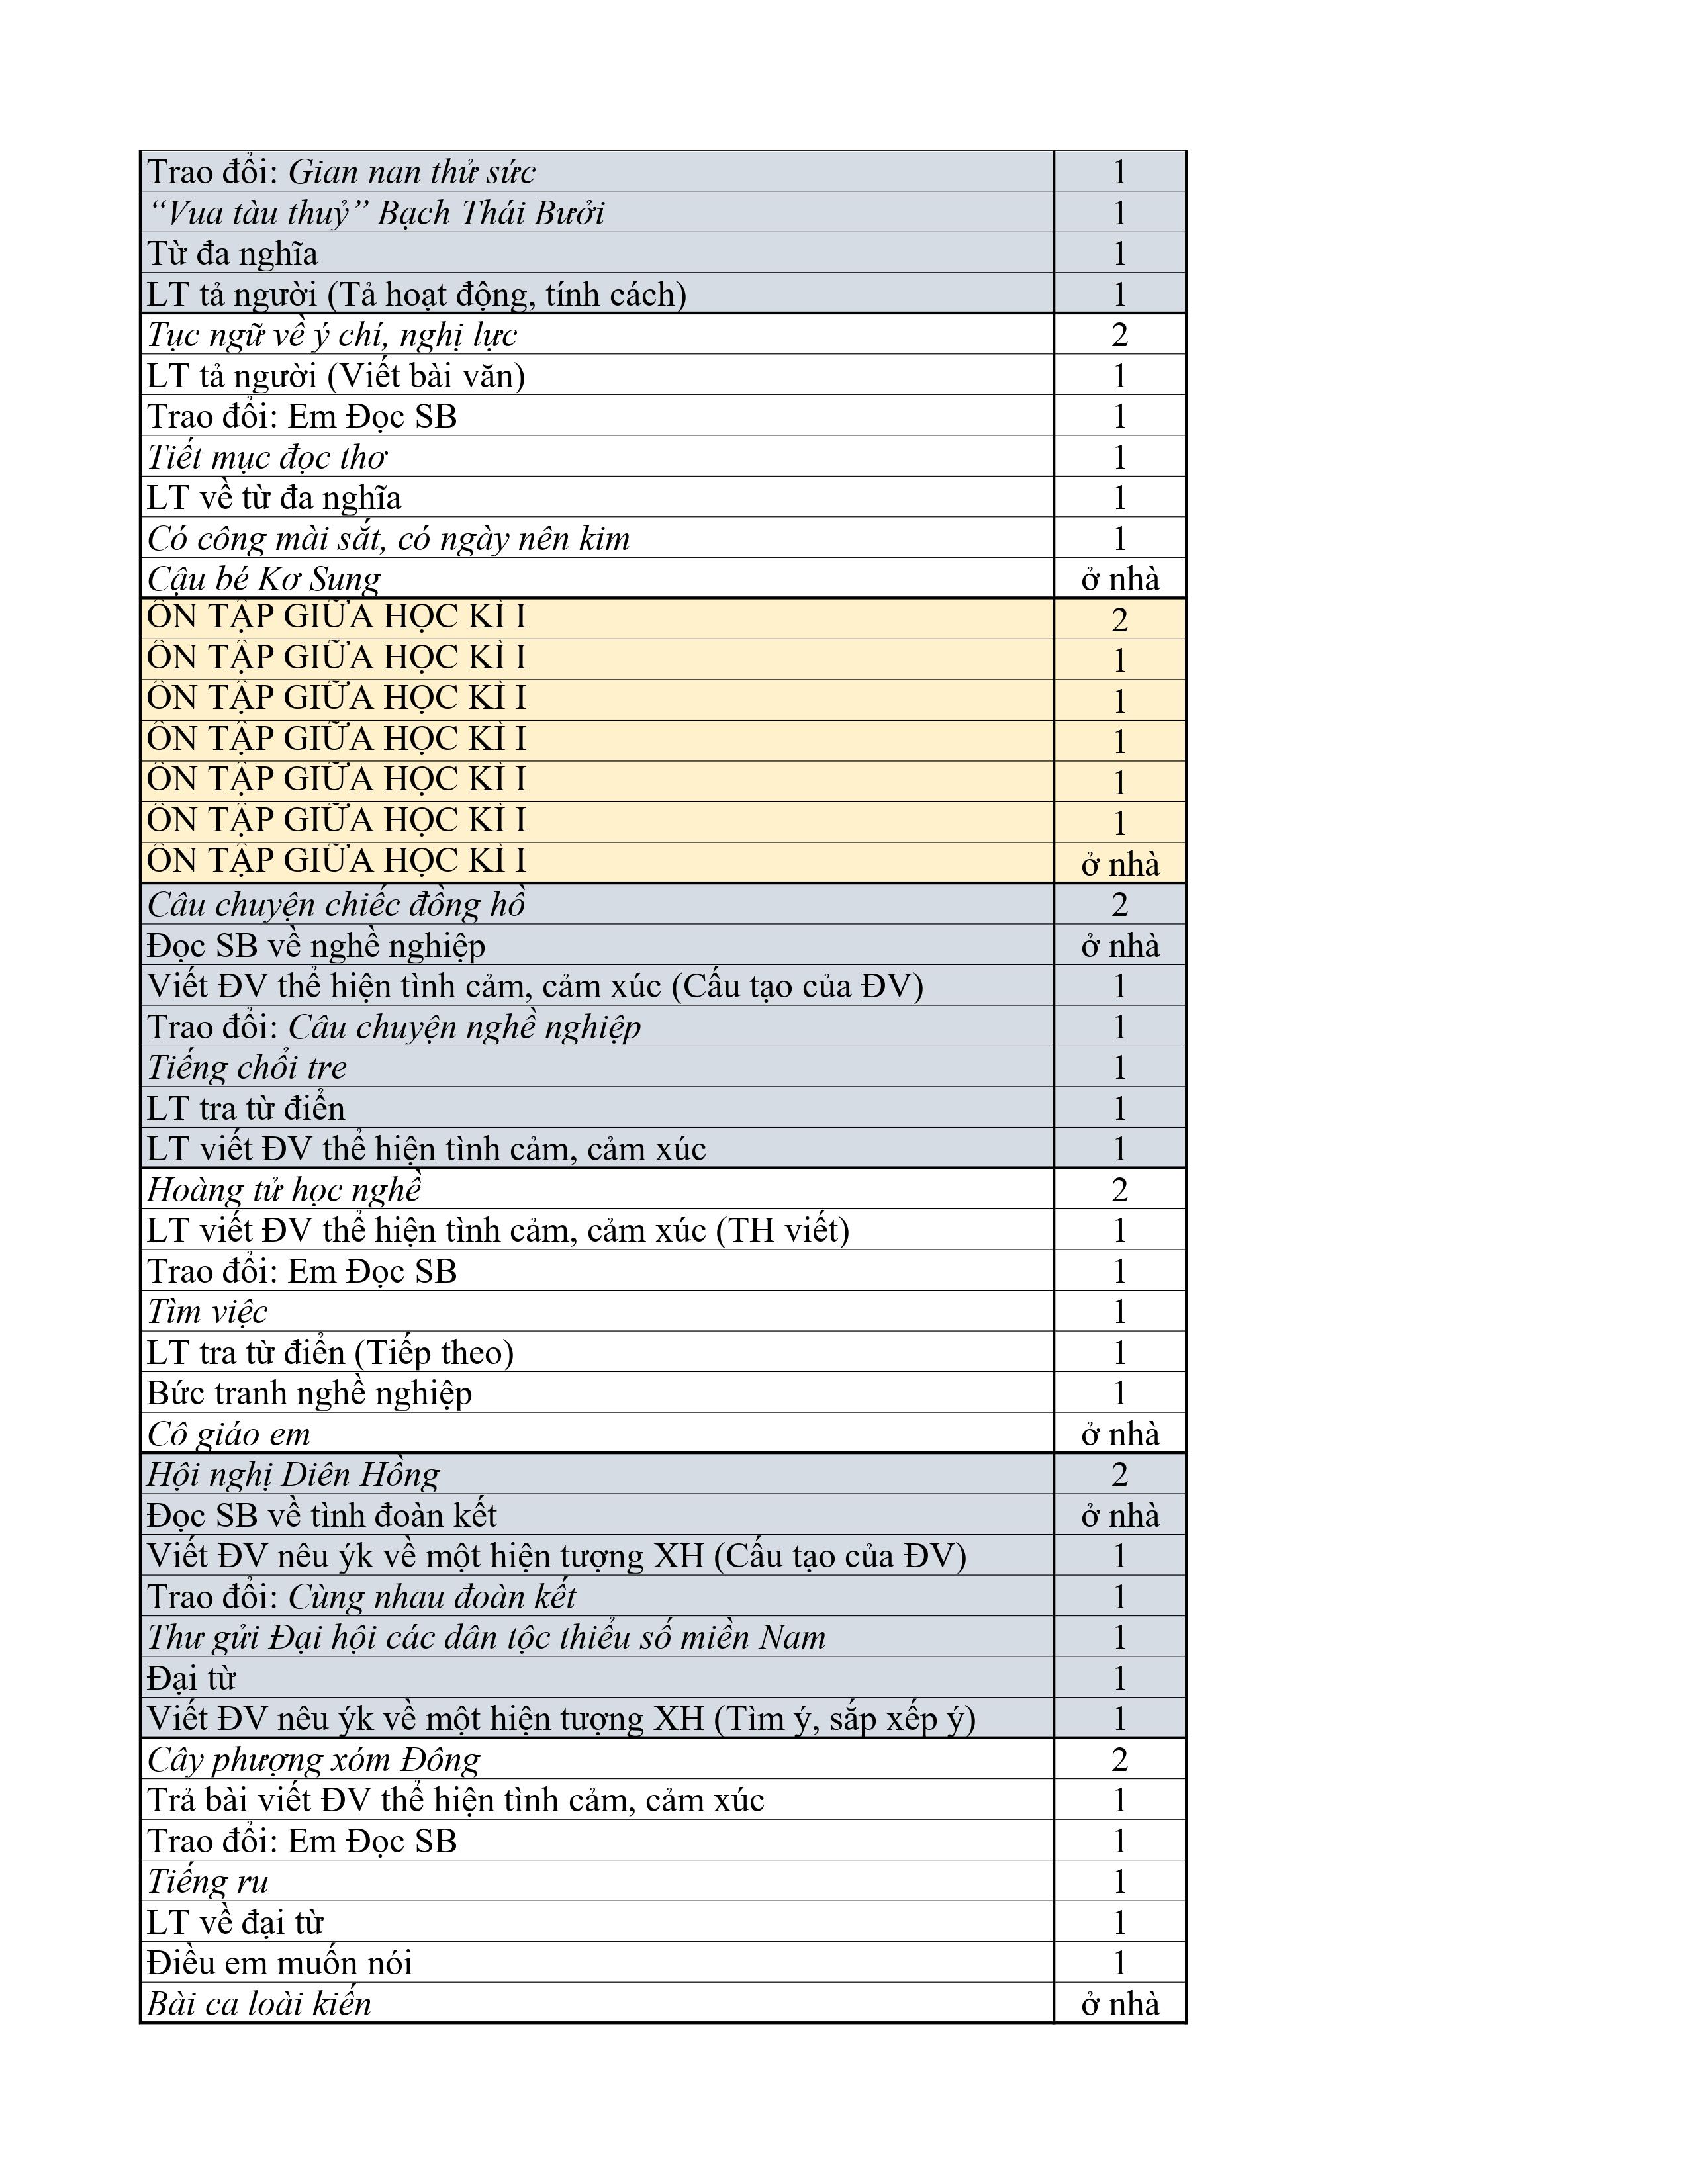 Trao đổi: Gian nan thử sức 1
“Vua tàu thuỷ” Bạch Thái Bưởi 1
Từ đa nghĩa 1
LT tả người (Tả hoạt động, tính cách) 1
Tục ngữ về ý chí, nghị lực 2
LT tả người (Viết bài văn) 1
Trao đổi: Em Đọc SB 1
Tiết mục đọc thơ 1
LT về từ đa nghĩa 1
Có công mài sắt, có ngày nên kim 1
Cậu bé Kơ Sung ở nhà
ÔN TẬP GIỮA HỌC KÌ I 2
ÔN TẬP GIỮA HỌC KÌ I 1
ÔN TẬP GIỮA HỌC KÌ I 1
ÔN TẬP GIỮA HỌC KÌ I 1
ÔN TẬP GIỮA HỌC KÌ I 1
ÔN TẬP GIỮA HỌC KÌ I 1
ÔN TẬP GIỮA HỌC KÌ I ở nhà
Câu chuyện chiếc đồng hồ 2
Đọc SB về nghề nghiệp ở nhà
Viết ĐV thể hiện tình cảm, cảm xúc (Cấu tạo của ĐV) 1
Trao đổi: Câu chuyện nghề nghiệp 1
Tiếng chổi tre 1
LT tra từ điển 1
LT viết ĐV thể hiện tình cảm, cảm xúc 1
Hoàng tử học nghề 2
LT viết ĐV thể hiện tình cảm, cảm xúc (TH viết) 1
Trao đổi: Em Đọc SB 1
Tìm việc 1
LT tra từ điển (Tiếp theo) 1
Bức tranh nghề nghiệp 1
Cô giáo em ở nhà
Hội nghị Diên Hồng 2
Đọc SB về tình đoàn kết ở nhà
Viết ĐV nêu ýk về một hiện tượng XH (Cấu tạo của ĐV) 1
Trao đổi: Cùng nhau đoàn kết 1
Thư gửi Đại hội các dân tộc thiểu số miền Nam 1
Đại từ 1
Viết ĐV nêu ýk về một hiện tượng XH (Tìm ý, sắp xếp ý) 1
Cây phượng xóm Đông 2
Trả bài viết ĐV thể hiện tình cảm, cảm xúc 1
Trao đổi: Em Đọc SB 1
Tiếng ru 1
LT về đại từ 1
Điều em muốn nói 1
Bài ca loài kiến ở nhà